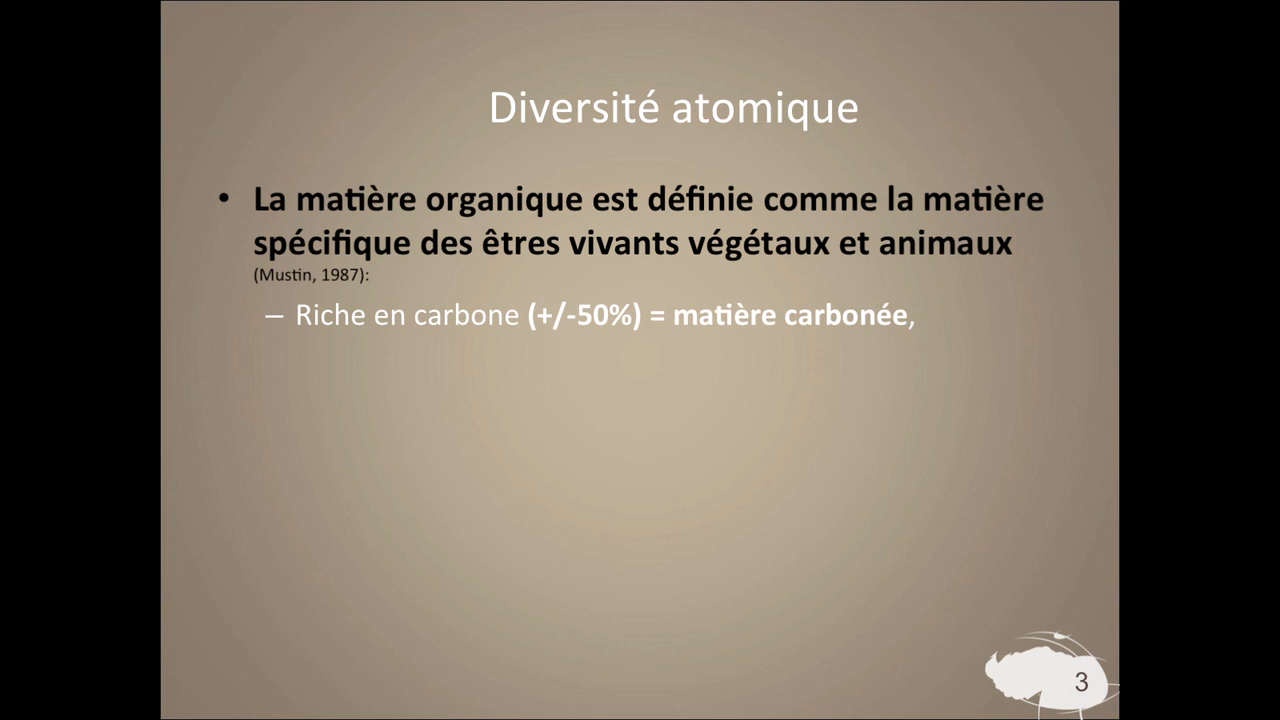 Diversité atomique
• La matière organique est définie comme la matière
spécifique des êtres vivants végétaux et animaux
(Mustin, 1987):
– Riche en carbone (+/-50%) = matière carbonée,
3